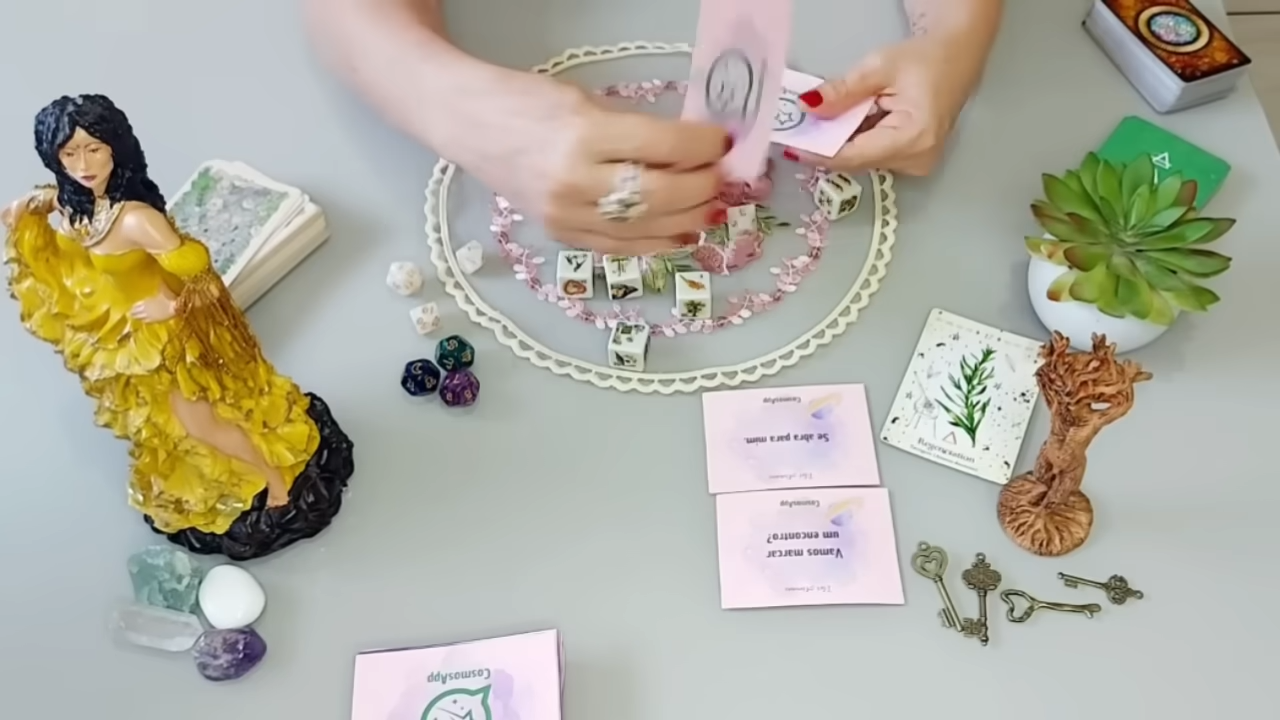 CosmosApp
Se abra para mim.
CosmosApp
Vamos marcar
um encontro?
CosmosApp
Regeneration